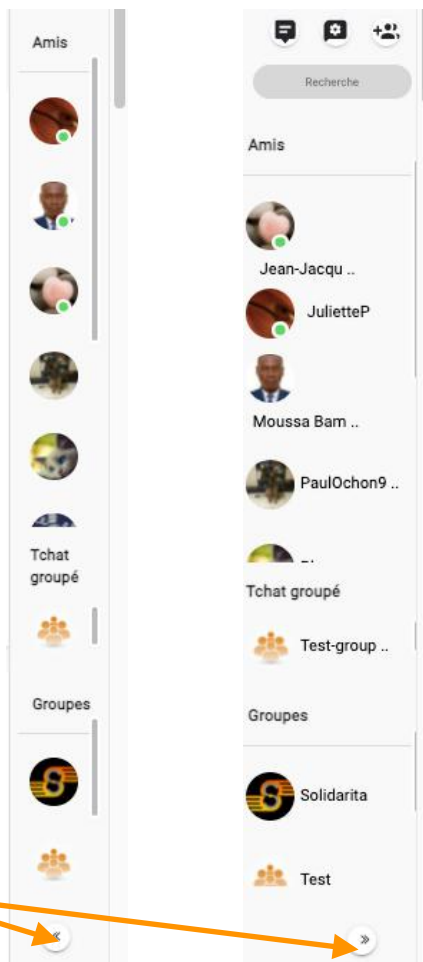 Amis
Tchat
groupé
Groupes
Recherche
Amis
Jean-Jacqu ..
JulietteP
Moussa Bam ..
PaulOchon9 ..
Tchat groupé
Test-group ..
Groupes
Solidarita
Test